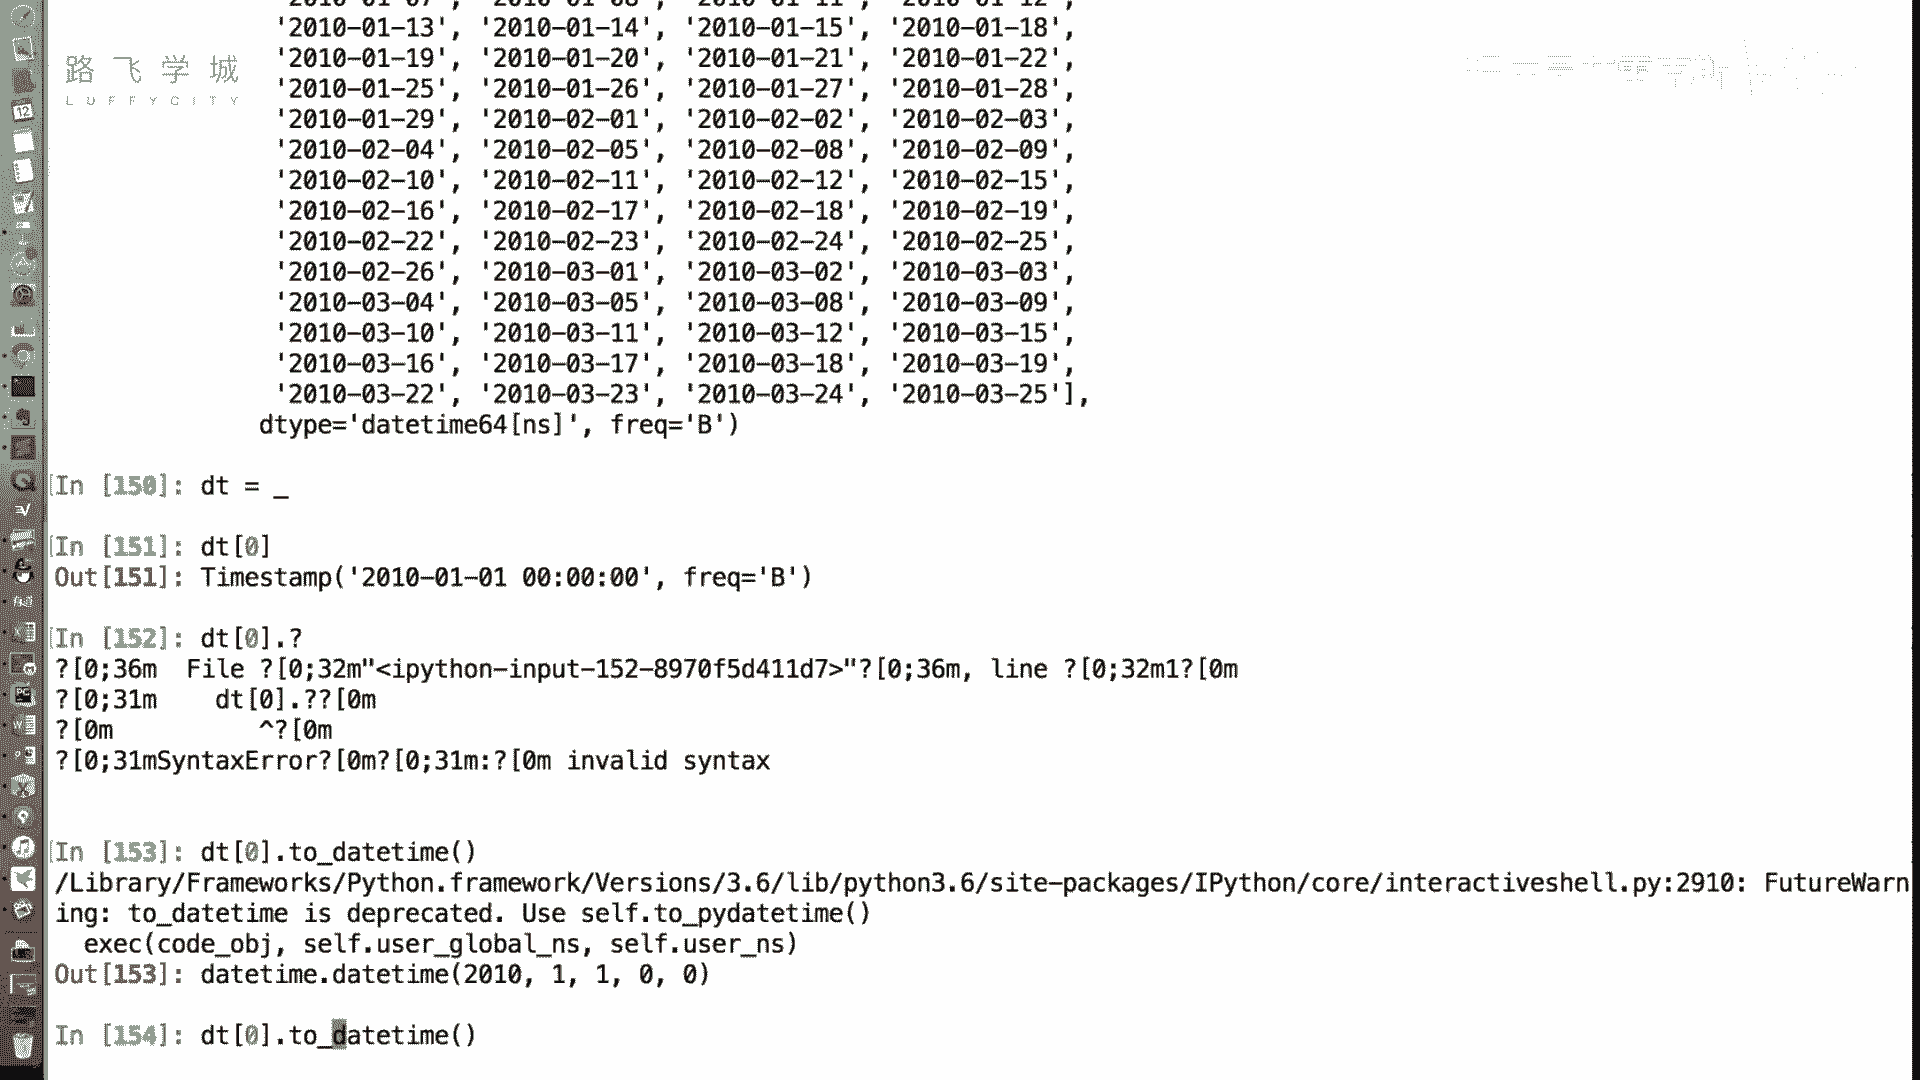 '2010-01-07', '2010-01-08', '2010-01-11', '2010-01-12',
'2010-01-13', '2010-01-14', '2010-01-15', '2010-01-18',
路飞学城
'2010-01-19', '2010-01-20', '2010-01-21', '2010-01-22',
LUFFYCITY
'2010-01-25', '2010-01-26', '2010-01-27', '2010-01-28',
'2010-01-29', '2010-02-01', '2010-02-02', '2010-02-03',
'2010-02-04', '2010-02-05', '2010-02-08', '2010-02-09',
'2010-02-10', '2010-02-11', '2010-02-12', '2010-02-15',
'2010-02-16', '2010-02-17', '2010-02-18', '2010-02-19',
'2010-02-22', '2010-02-23', '2010-02-24', '2010-02-25',
'2010-02-26', '2010-03-01', '2010-03-02', '2010-03-03',
'2010-03-04', '2010-03-05', '2010-03-08', '2010-03-09',
'2010-03-10', '2010-03-11', '2010-03-12', '2010-03-15',
'2010-03-16', '2010-03-17', '2010-03-18', '2010-03-19',
'2010-03-22', '2010-03-23', '2010-03-24', '2010-03-25'],
dtype='datetime64[ns]', freq='B')
In [150]: dt = _
In [151]: dt[0]
Out[151]: Timestamp('2010-01-01 00:00:00', freq='B')
In [152]: dt[0].?
?[0;36m  File ?[0;32m"<ipython-input-152-8970f5d411d7>"?[0;36m, line ?[0;32m1?[0m
?[0;31m    dt[0].??[0m
?[0m          ^?[0m
?[0;31mSyntaxError?[0m?[0;31m:?[0m invalid syntax
In [153]: dt[0].to_datetime()
/Library/Frameworks/Python.framework/Versions/3.6/lib/python3.6/site-packages/IPython/core/interactiveshell.py:2910: FutureWarn
ing: to_datetime is deprecated. Use self.to_pydatetime()
exec(code_obj, self.user_global_ns, self.user_ns)
Out[153]: datetime.datetime(2010, 1, 1, 0, 0)
In [154]: dt[0].to_datetime()